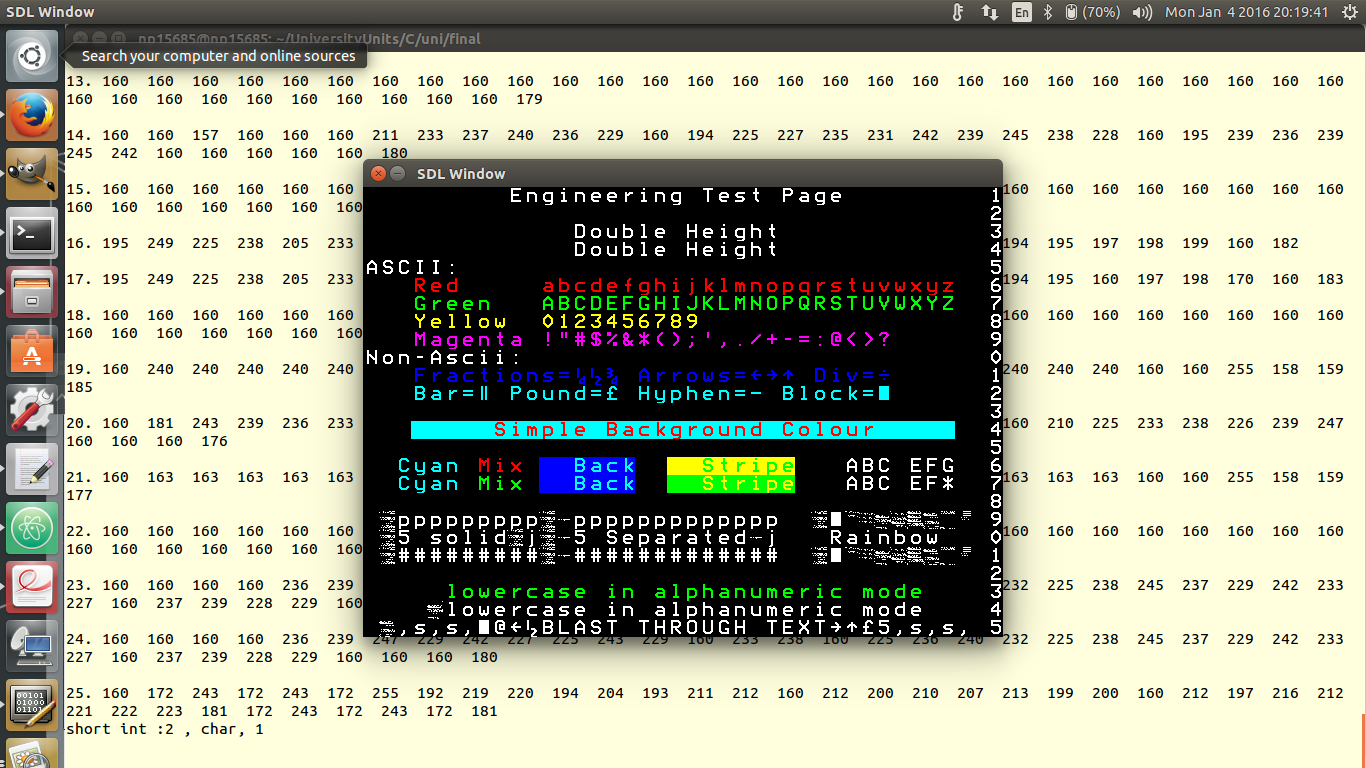 SDL Window
En
(70%)
Mon Jan 4 2016 20:19:41
np15685@np15685: ~/UniversityUnits/C/uni/final
Search your computer and online sources
13. 160 160 160 160 160 160 160 160 160 160 160 160 160 160 160 160 160 160 160 160 160 160 160 160 160 160 160 160
160 160 160 160 160 160 160 160 160 160 179
14. 160 160 157 160 160 160 211 233 237 240 236 229 160 194 225 227 235 231 242 239 245 238 228 160 195 239 236 239
245 242 160 160 160 160 160 180
15. 160 160 160 160 160 160 160 160 160 160 160 160 160 160
160 160 160 160 160 160 160
16. 195 249 225 238 205 233 194 195 197 198 199 160 182
17. 195 249 225 238 205 233 194 195 160 197 198 170 160 183
18. 160 160 160 160 160 160 160 160 160 160 160 160 160 160
160 160 160 160 160 160 160
19. 160 240 240 240 240 240 240 240 240 160 160 255 158 159
185
20. 160 181 243 239 236 233 160 210 225 233 238 226 239 247
160 160 160 176
21. 160 163 163 163 163 163 163 163 163 163 160 255 158 159
177
22. 160 160 160 160 160 160 160 160 160 160 160 160 160 160
160 160 160 160 160 160 160
23. 160 160 160 160 236 239 232 225 238 245 237 229 242 233
227 160 237 239 228 229 160
24. 160 160 160 160 236 239 247 229 242 227 225 243 229 160 233 238 160 225 236 240 232 225 238 245 237 229 242 233
227 160 237 239 228 229 160 160 160 180
25. 160 172 243 172 243 172 255 192 219 220 194 204 193 211 212 160 212 200 210 207 213 199 200 160 212 197 216 212
221 222 223 181 172 243 172 243 172 181
short int :2 , char, 1
SDL Window
Engineering Test Page 1
2
Double Height 3
Double Height 4
ASCII: 5
Red abcdefghijklmnopqrstuvwxyz 6
Green ABCDEFGHIJKLMNOPQRSTUVWXYZ 7
Yellow 0123456789 8
Magenta !"#$%&*();',./+-=:@<>? 9
Non-Ascii: 0
Fractions=¼½¾ Arrows=←→↑ Div=÷ 1
Bar=‖ Pound=£ Hyphen=- Block=█ 2
3
Simple Background Colour 4
5
Cyan Mix Back Stripe ABC EFG 6
Cyan Mix Back Stripe ABC EF* 7
8
ppppppppp - ppppppppppppp 9
5 solid j -5 Separated j Rainbow 0
######### - ############# 1
2
lowercase in alphanumeric mode 3
lowercase in alphanumeric mode 4
,s,s,█@←½BLAST THROUGH TEXT→↑£5,s,s, 5